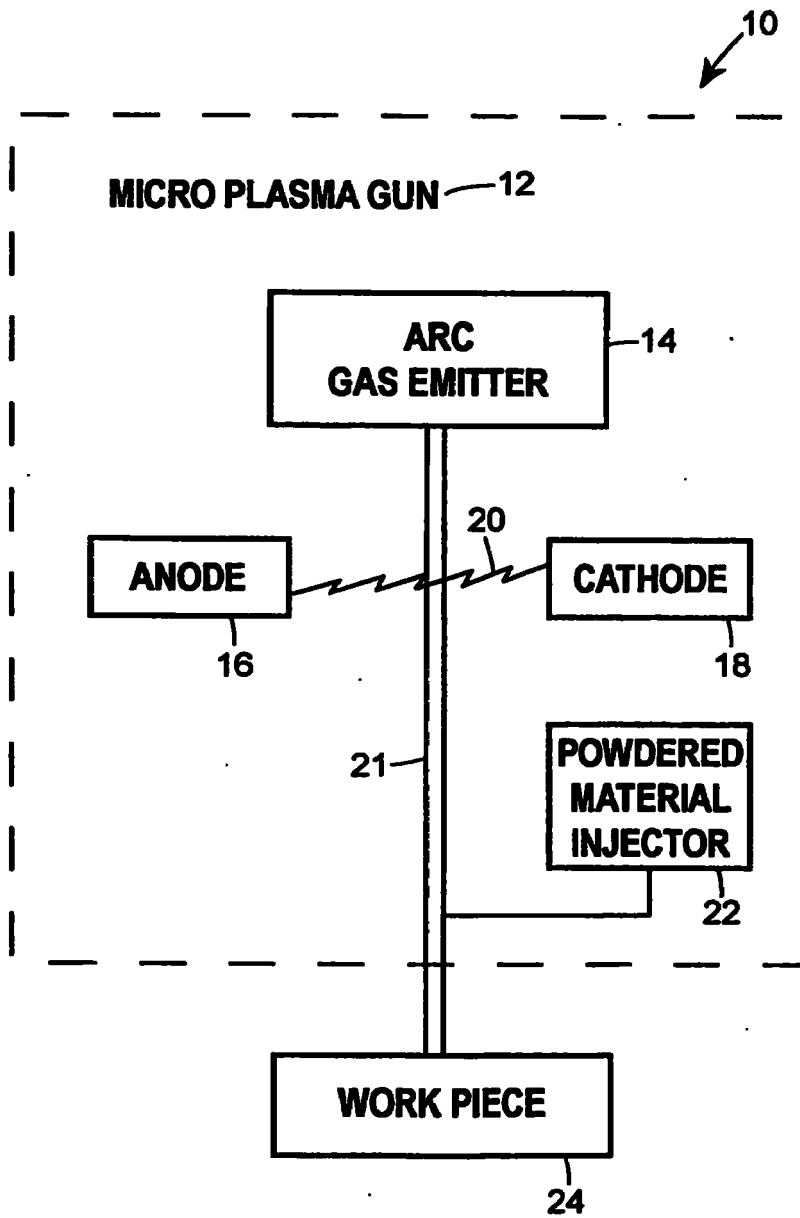 10
MICRO PLASMA GUN 12
ARC
GAS EMITTER
14
20
ANODE
CATHODE
16
18
21
POWDERED
MATERIAL
INJECTOR
22
WORK PIECE
24